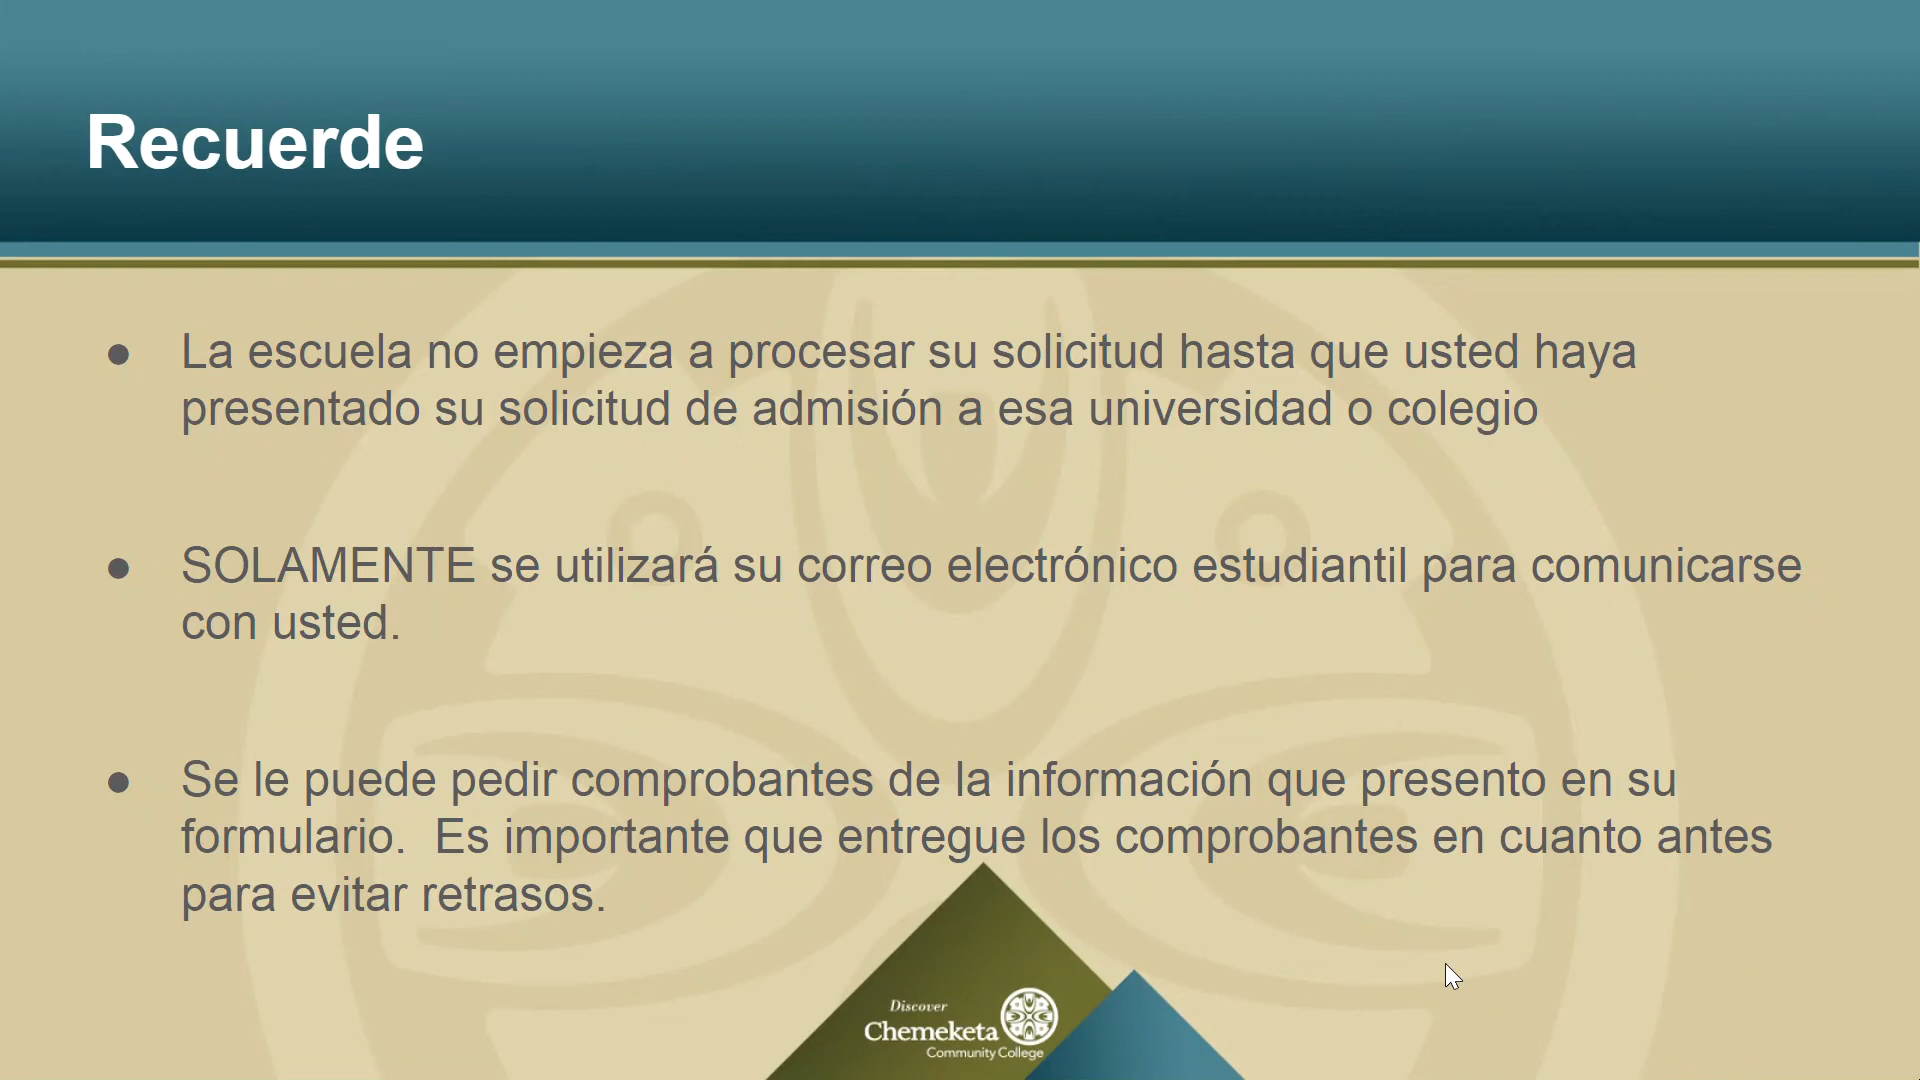 Recuerde
● La escuela no empieza a procesar su solicitud hasta que usted haya
presentado su solicitud de admisión a esa universidad o colegio
● SOLAMENTE se utilizará su correo electrónico estudiantil para comunicarse
con usted.
● Se le puede pedir comprobantes de la información que presento en su
formulario.  Es importante que entregue los comprobantes en cuanto antes
para evitar retrasos.
Discover
Chemeketa
Community College